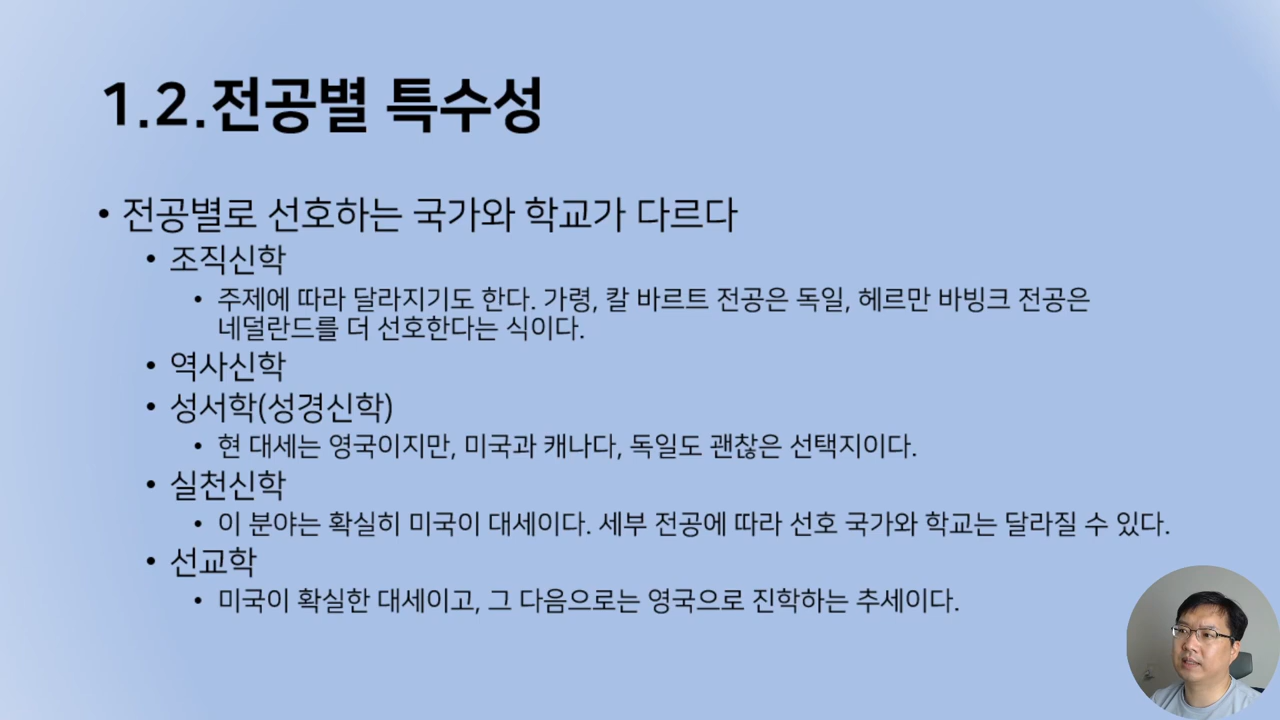 1.2.전공별 특수성
• 전공별로 선호하는 국가와 학교가 다르다
• 조직신학
• 주제에 따라 달라지기도 한다. 가령, 칼 바르트 전공은 독일, 헤르만 바빙크 전공은
네덜란드를 더 선호한다는 식이다.
• 역사신학
• 성서학(성경신학)
• 현 대세는 영국이지만, 미국과 캐나다, 독일도 괜찮은 선택지이다.
• 실천신학
• 이 분야는 확실히 미국이 대세이다. 세부 전공에 따라 선호 국가와 학교는 달라질 수 있다.
• 선교학
• 미국이 확실한 대세이고, 그 다음으로는 영국으로 진학하는 추세이다.